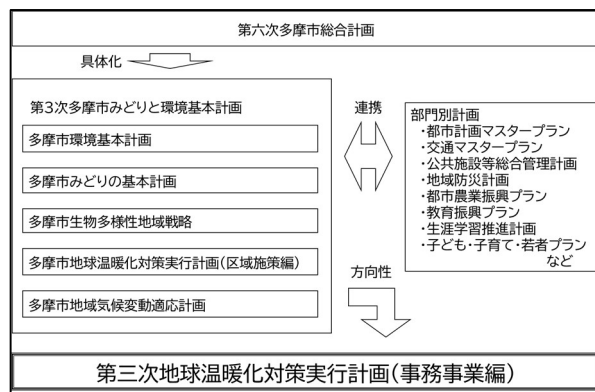 第六次多摩市総合計画
具体化
第3次多摩市みどりと環境基本計画
多摩市環境基本計画
多摩市みどりの基本計画
多摩市生物多様性地域戦略
多摩市地球温暖化対策実行計画(区域施策編)
多摩市地域気候変動適応計画
連携
部門別計画
・都市計画マスタープラン
・交通マスタープラン
・公共施設等総合管理計画
・地域防災計画
・都市農業振興プラン
・教育振興プラン
・生涯学習推進計画
・子ども・子育て・若者プラン
など
方向性
第三次地球温暖化対策実行計画(事務事業編)